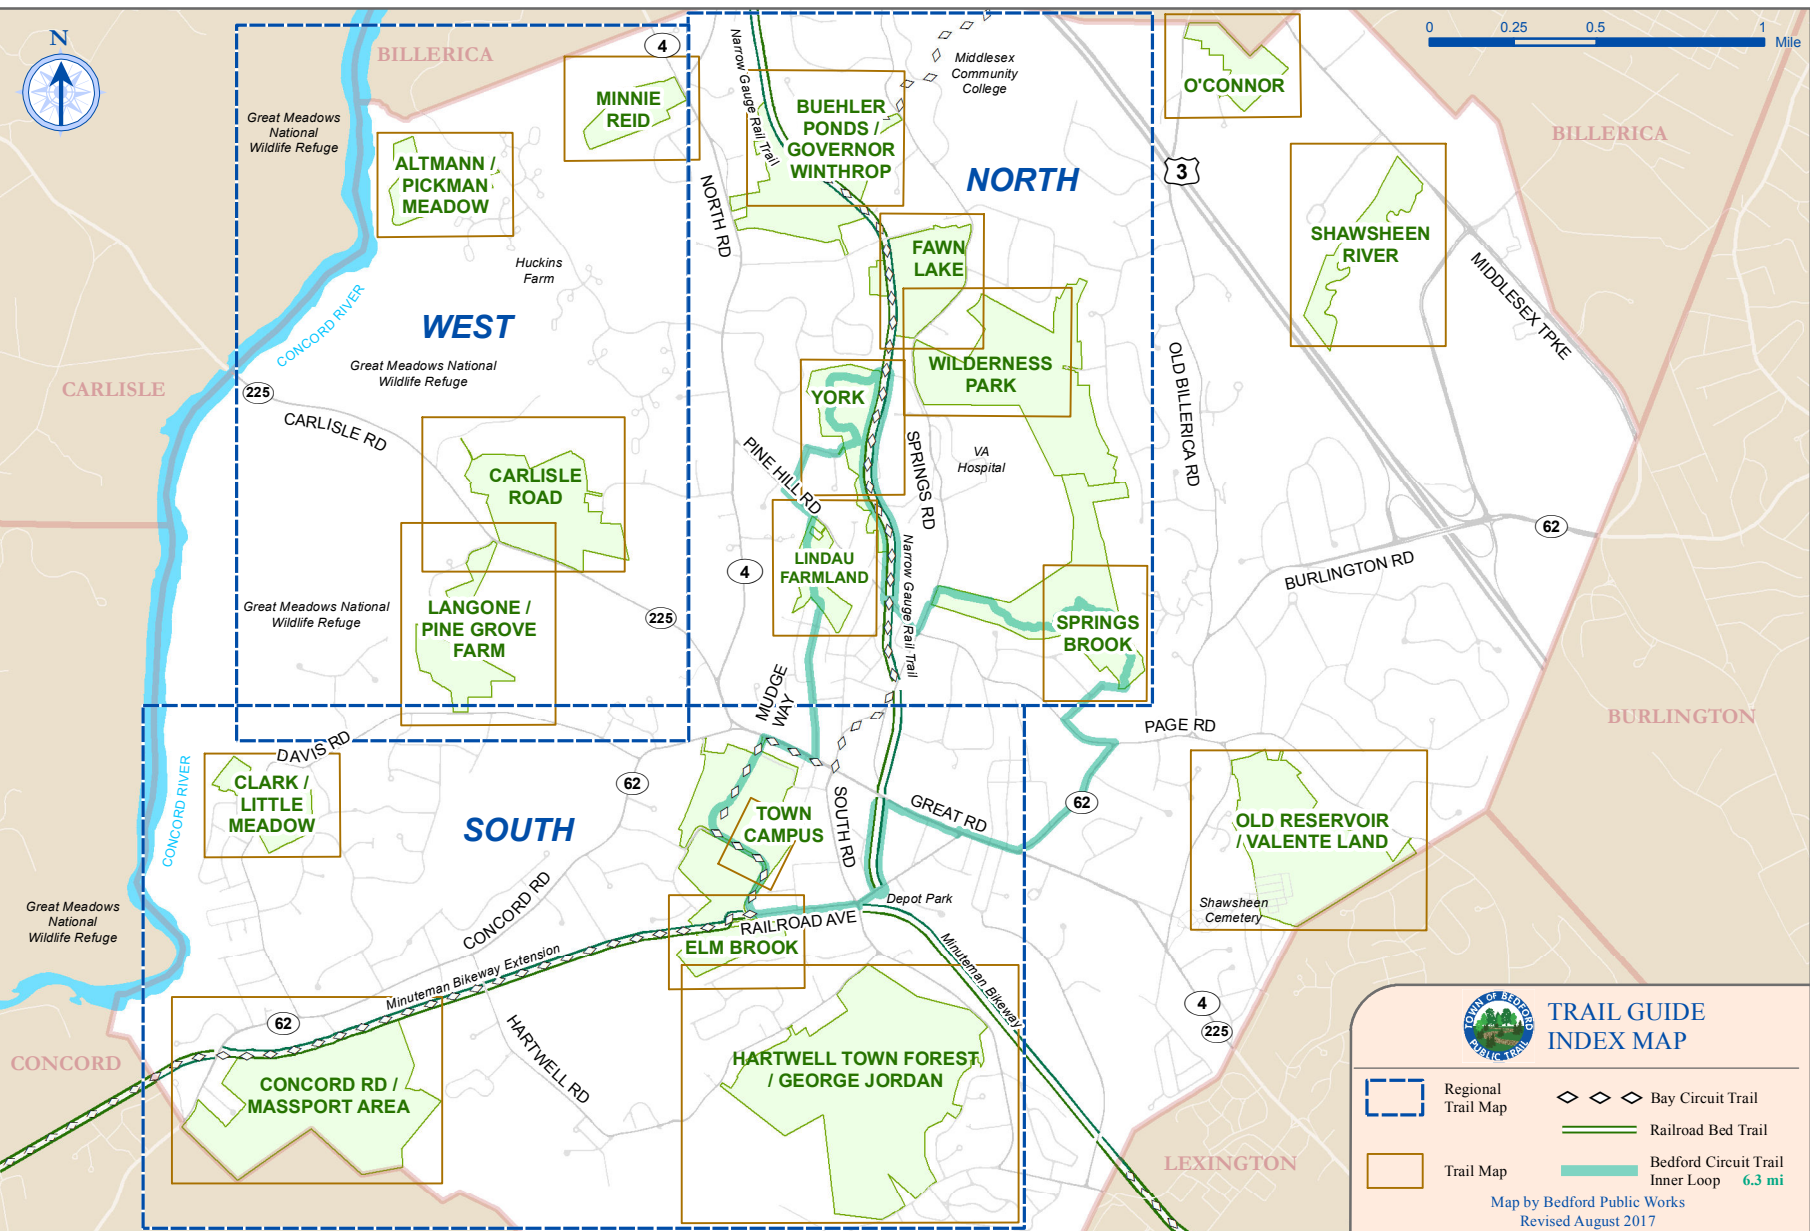 N
BILLERICA
4
0
0.25
0.5
1
Mile
Narrow Gauge Rail Trail
Middlesex
Community
College
O'CONNOR
MINNIE
REID
BUEHLER
PONDS /
GOVERNOR
WINTHROP
Great Meadows
National
Wildlife Refuge
BILLERICA
ALTMANN /
PICKMAN
MEADOW
NORTH
3
NORTH RD
SHAWSHEEN
RIVER
FAWN
LAKE
Huckins
Farm
MIDDLESEX TPKE
CONCORD RIVER
WEST
Great Meadows National
Wildlife Refuge
WILDERNESS
PARK
OLD BILLERICA RD
CARLISLE
225
CARLISLE RD
YORK
PINE HILL RD
SPRINGS RD
VA
Hospital
CARLISLE
ROAD
62
LINDAU
FARMLAND
Narrow Gauge Rail Trail
4
BURLINGTON RD
Great Meadows National
Wildlife Refuge
LANGONE /
PINE GROVE
FARM
225
SPRINGS
BROOK
MUDGE
WAY
BURLINGTON
PAGE RD
DAVIS RD
CONCORD RIVER
CLARK /
LITTLE
MEADOW
62
SOUTH
TOWN
CAMPUS
SOUTH RD
GREAT RD
62
OLD RESERVOIR
/ VALENTE LAND
Great Meadows
National
Wildlife Refuge
CONCORD RD
Depot Park
Shawsheen
Cemetery
RAILROAD AVE
ELM BROOK
Minuteman Bikeway Extension
Minuteman Bikeway
4
225
62
HARTWELL RD
CONCORD
HARTWELL TOWN FOREST
/ GEORGE JORDAN
CONCORD RD /
MASSPORT AREA
LEXINGTON
TOWN OF BEDFORD
PUBLIC TRAIL
TRAIL GUIDE
INDEX MAP
Regional
Trail Map
Bay Circuit Trail
Railroad Bed Trail
Trail Map
Bedford Circuit Trail
Inner Loop 6.3 mi
Map by Bedford Public Works
Revised August 2017